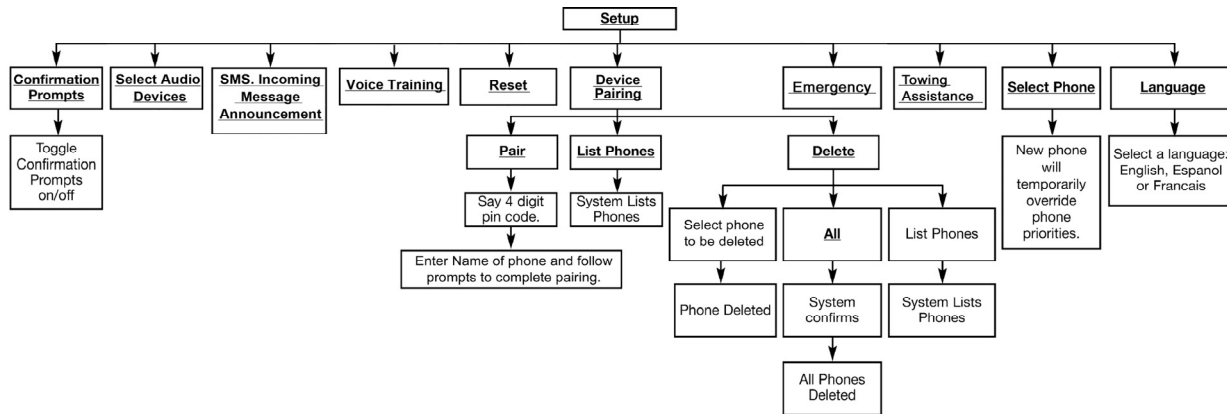 Setup
Confirmation
Prompts
Select Audio
Devices
SMS. Incoming
Message
Announcement
Voice Training
Reset
Device
Pairing
Emergency
Towing
Assistance
Select Phone
Language
Toggle
Confirmation
Prompts
on/off
Pair
List Phones
Delete
New phone
will
temporarily
override
phone
priorities.
Select a language:
English, Espanol
or Francais
Say 4 digit
pin code.
System Lists
Phones
Select phone
to be deleted
All
List Phones
Enter Name of phone and follow
prompts to complete pairing.
Phone Deleted
System
confirms
System Lists
Phones
All Phones
Deleted